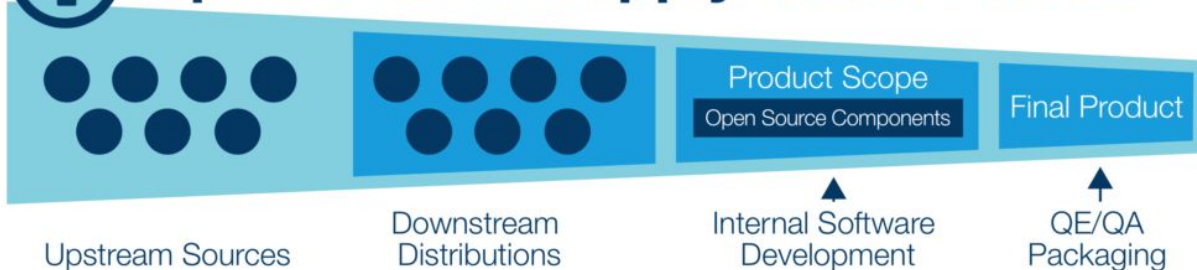 Product Scope
Open Source Components
Final Product
Upstream Sources
Downstream
Distributions
Internal Software
Development
QE/QA
Packaging